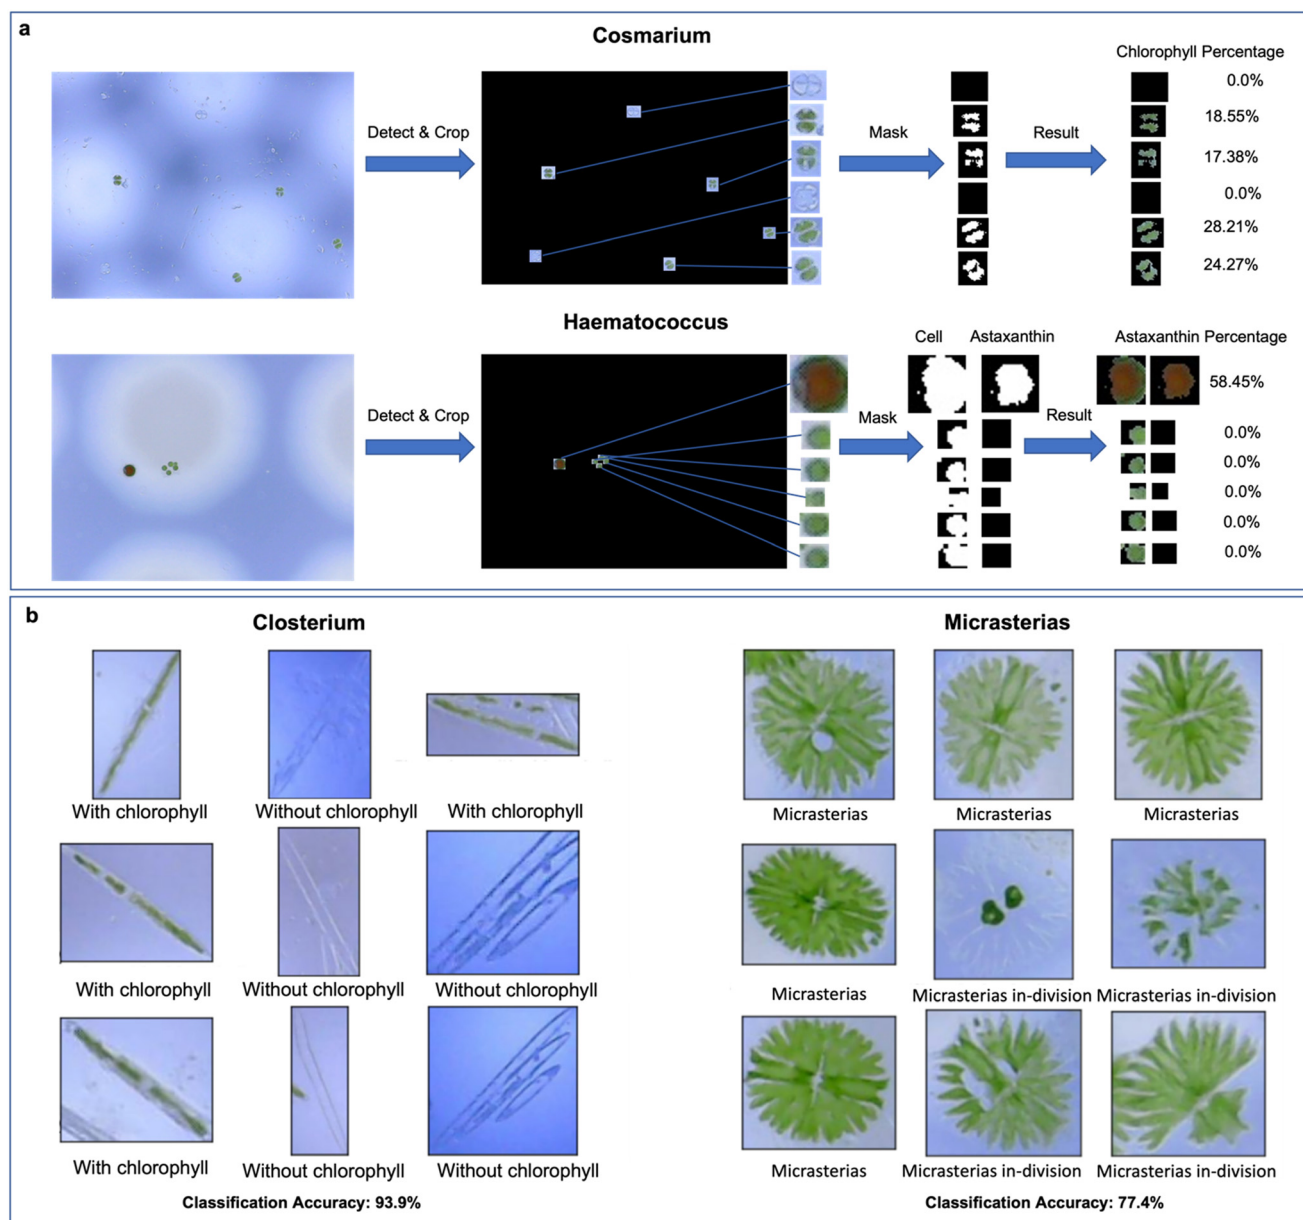 a
Cosmarium
Chlorophyll Percentage
Detect & Crop
Mask
Result
0.0%
18.55%
17.38%
0.0%
28.21%
24.27%
Haematococcus
Cell
Astaxanthin
Astaxanthin Percentage
Detect & Crop
Mask
Result
58.45%
0.0%
0.0%
0.0%
0.0%
0.0%
b
Closterium
Micrasterias
With chlorophyll
Without chlorophyll
With chlorophyll
Micrasterias
Micrasterias
Micrasterias
With chlorophyll
Without chlorophyll
Without chlorophyll
Micrasterias
Micrasterias in-division
Micrasterias in-division
With chlorophyll
Without chlorophyll
Without chlorophyll
Micrasterias
Micrasterias in-division
Micrasterias in-division
Classification Accuracy: 93.9%
Classification Accuracy: 77.4%